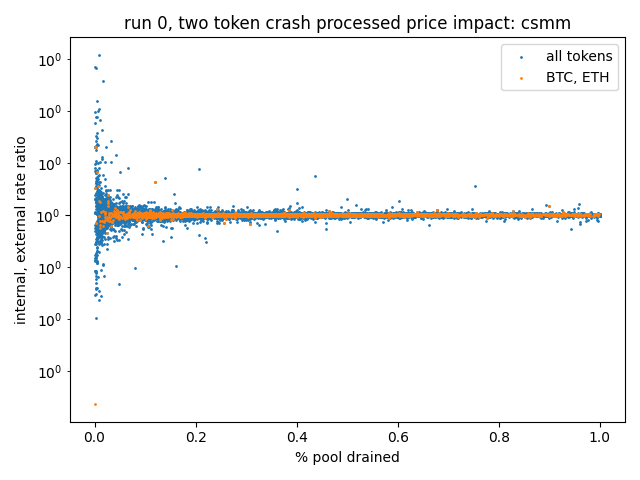 run 0, two token crash processed price impact: csmm
all tokens
BTC, ETH
10⁰
10⁰
10⁰
10⁰
10⁰
10⁰
10⁰
internal, external rate ratio
0.0 0.2 0.4 0.6 0.8 1.0
% pool drained